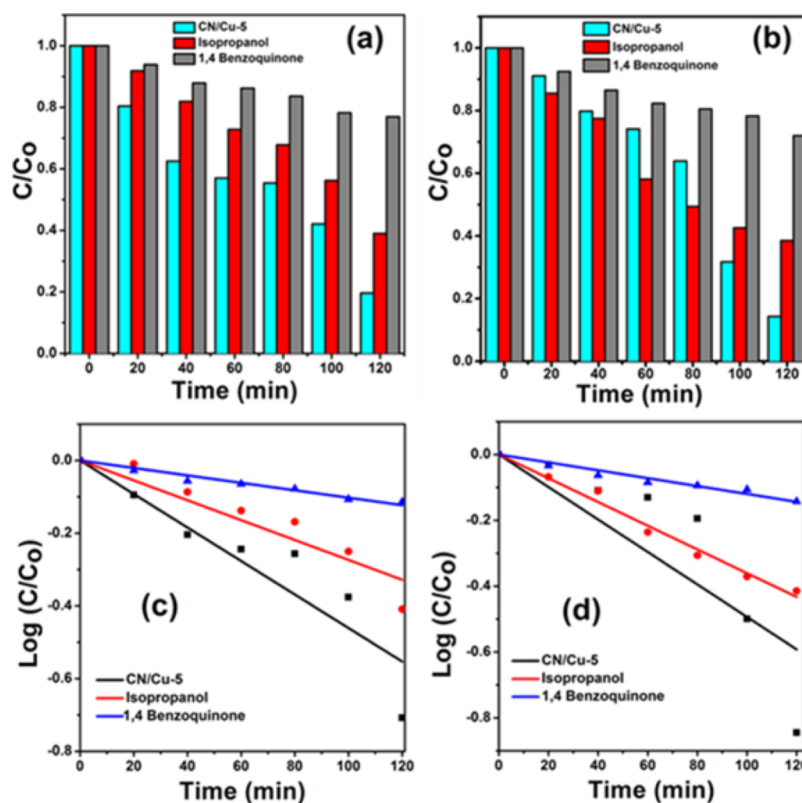 (a)
CN/Cu-5
Isopropanol
1,4 Benzoquinone
C/Co
1.0
0.8
0.6
0.4
0.2
0.0
0 20 40 60 80 100 120
Time (min)
(b)
CN/Cu-5
Isopropanol
1,4 Benzoquinone
C/Co
1.0
0.8
0.6
0.4
0.2
0.0
0 20 40 60 80 100 120
Time (min)
(c)
Log (C/Co)
0.0
-0.2
-0.4
-0.6
-0.8
CN/Cu-5
Isopropanol
1,4 Benzoquinone
0 20 40 60 80 100 120
Time (min)
(d)
Log (C/Co)
0.0
-0.2
-0.4
-0.6
-0.8
CN/Cu-5
Isopropanol
1,4 Benzoquinone
0 20 40 60 80 100 120
Time (min)